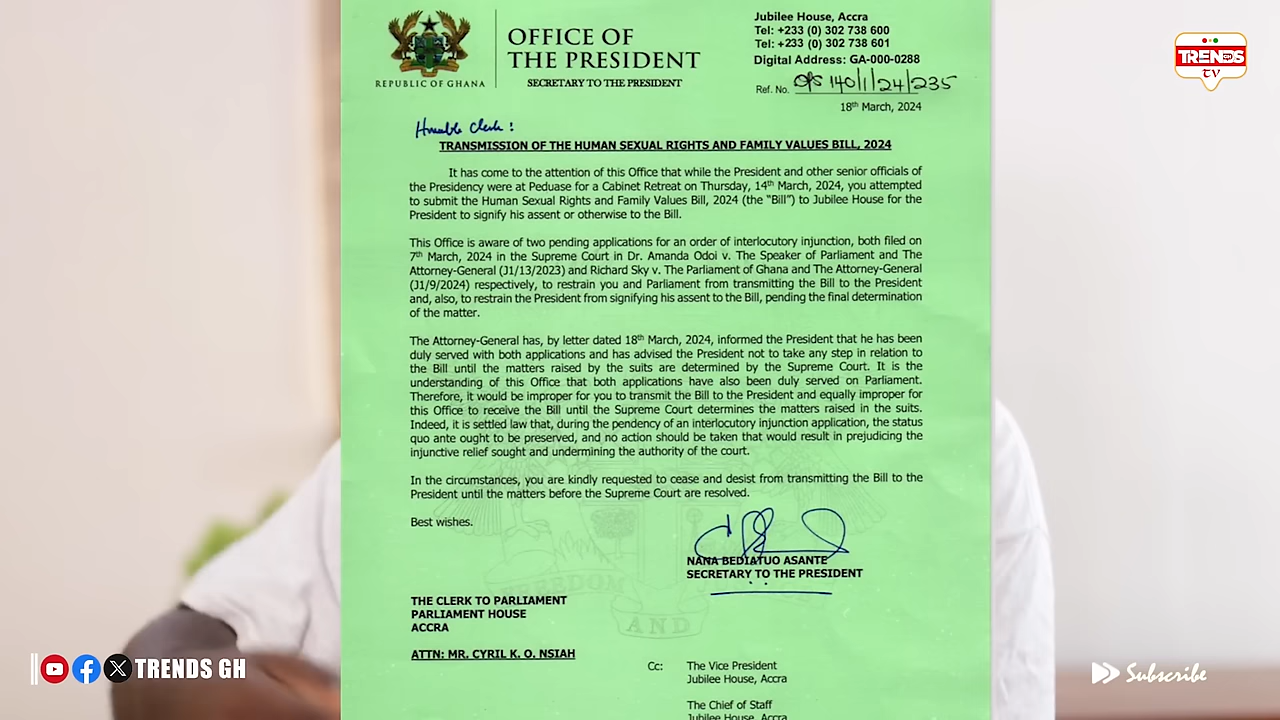 REPUBLIC OF GHANA
OFFICE OF
THE PRESIDENT
SECRETARY TO THE PRESIDENT
Jubilee House, Accra
Tel: +233 (0) 302 738 600
Tel: +233 (0) 302 738 601
Digital Address: GA-000-0288
Ref. No. OPS 140/1/24/235
18th March, 2024
Honble Clerk:
TRANSMISSION OF THE HUMAN SEXUAL RIGHTS AND FAMILY VALUES BILL, 2024
It has come to the attention of this Office that while the President and other senior officials of
the Presidency were at Peduase for a Cabinet Retreat on Thursday, 14th March, 2024, you attempted
to submit the Human Sexual Rights and Family Values Bill, 2024 (the "Bill") to Jubilee House for the
President to signify his assent or otherwise to the Bill.
This Office is aware of two pending applications for an order of interlocutory injunction, both filed on
7th March, 2024 in the Supreme Court in Dr. Amanda Odoi v. The Speaker of Parliament and The
Attorney-General (J1/13/2023) and Richard Sky v. The Parliament of Ghana and The Attorney-General
(J1/9/2024) respectively, to restrain you and Parliament from transmitting the Bill to the President
and, also, to restrain the President from signifying his assent to the Bill, pending the final determination
of the matter.
The Attorney-General has, by letter dated 18th March, 2024, informed the President that he has been
duly served with both applications and has advised the President not to take any step in relation to
the Bill until the matters raised by the suits are determined by the Supreme Court. It is the
understanding of this Office that both applications have also been duly served on Parliament.
Therefore, it would be improper for you to transmit the Bill to the President and equally improper for
this Office to receive the Bill until the Supreme Court determines the matters raised in the suits.
Indeed, it is settled law that, during the pendency of an interlocutory injunction application, the status
quo ante ought to be preserved, and no action should be taken that would result in prejudicing the
injunctive relief sought and undermining the authority of the court.
In the circumstances, you are kindly requested to cease and desist from transmitting the Bill to the
President until the matters before the Supreme Court are resolved.
Best wishes.
NANA BEDIATUO ASANTE
SECRETARY TO THE PRESIDENT
FREEDOM
AND
THE CLERK TO PARLIAMENT
PARLIAMENT HOUSE
ACCRA
ATTN: MR. CYRIL K. O. NSIAH
Cc: The Vice President
Jubilee House, Accra
The Chief of Staff
Jubilee House, Accra
TRENDS
TV
TRENDS GH
Subscribe